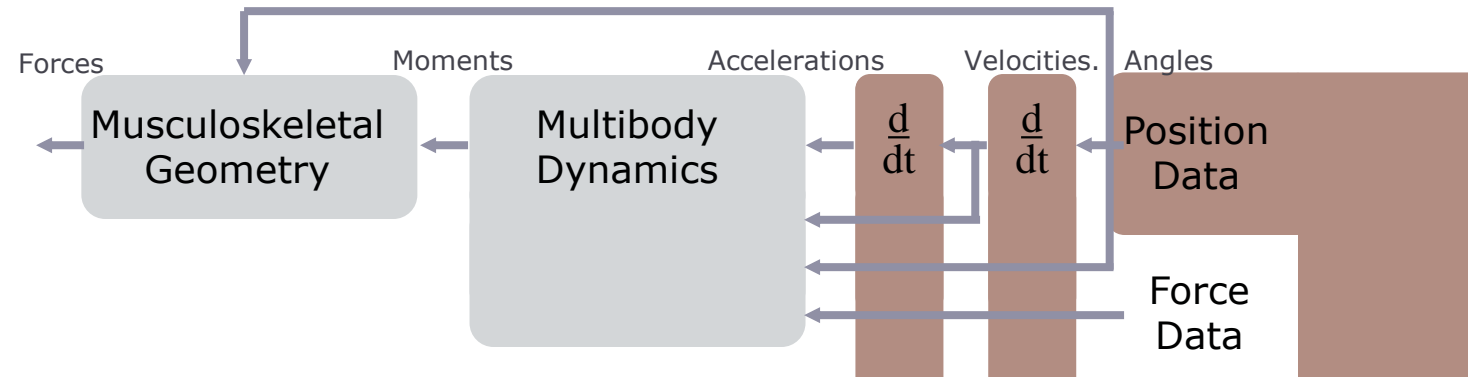 Forces
Moments
Accelerations
Velocities.
Angles
Musculoskeletal
Geometry
Multibody
Dynamics
d
dt
d
dt
Position
Data
Force
Data